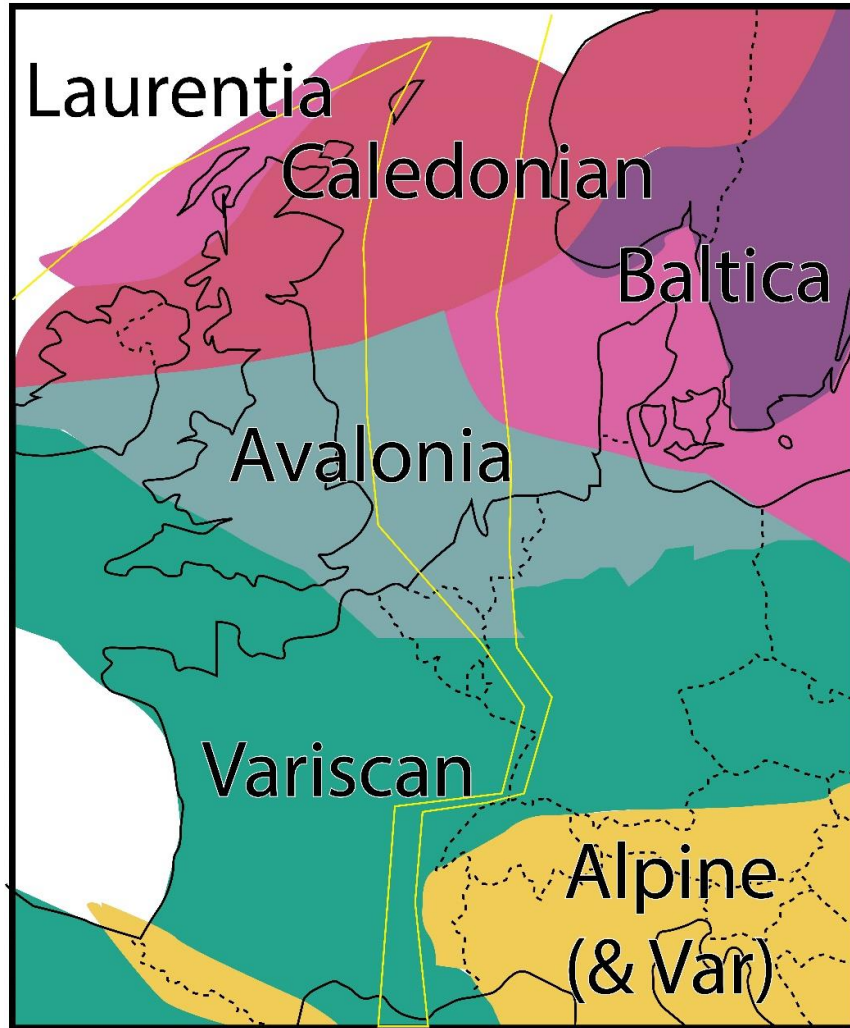 Laurentia
Caledonian
Baltica
Avalonia
Variscan
Alpine
(& Var)